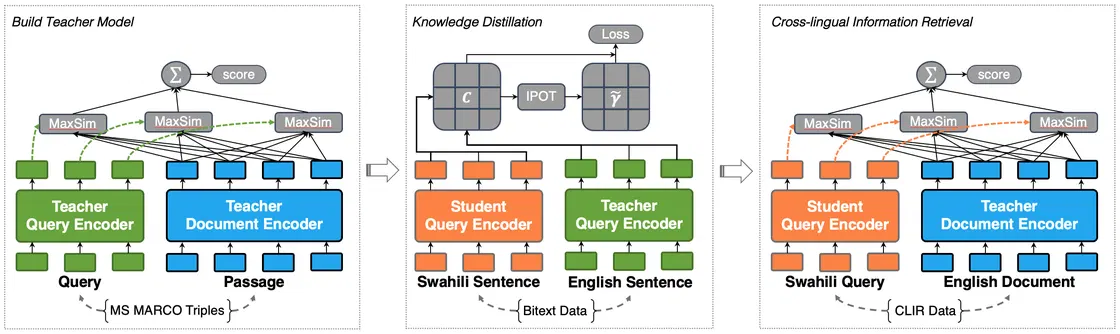 Build Teacher Model
Σ
score
MaxSim
MaxSim
MaxSim
Teacher
Query Encoder
Teacher
Document Encoder
Query
Passage
MS MARCO Triples
Knowledge Distillation
Loss
C
IPOT
γ̃
Student
Query Encoder
Teacher
Query Encoder
Swahili Sentence
English Sentence
Bitext Data
Cross-lingual Information Retrieval
Σ
score
MaxSim
MaxSim
MaxSim
Student
Query Encoder
Teacher
Document Encoder
Swahili Query
English Document
CLIR Data